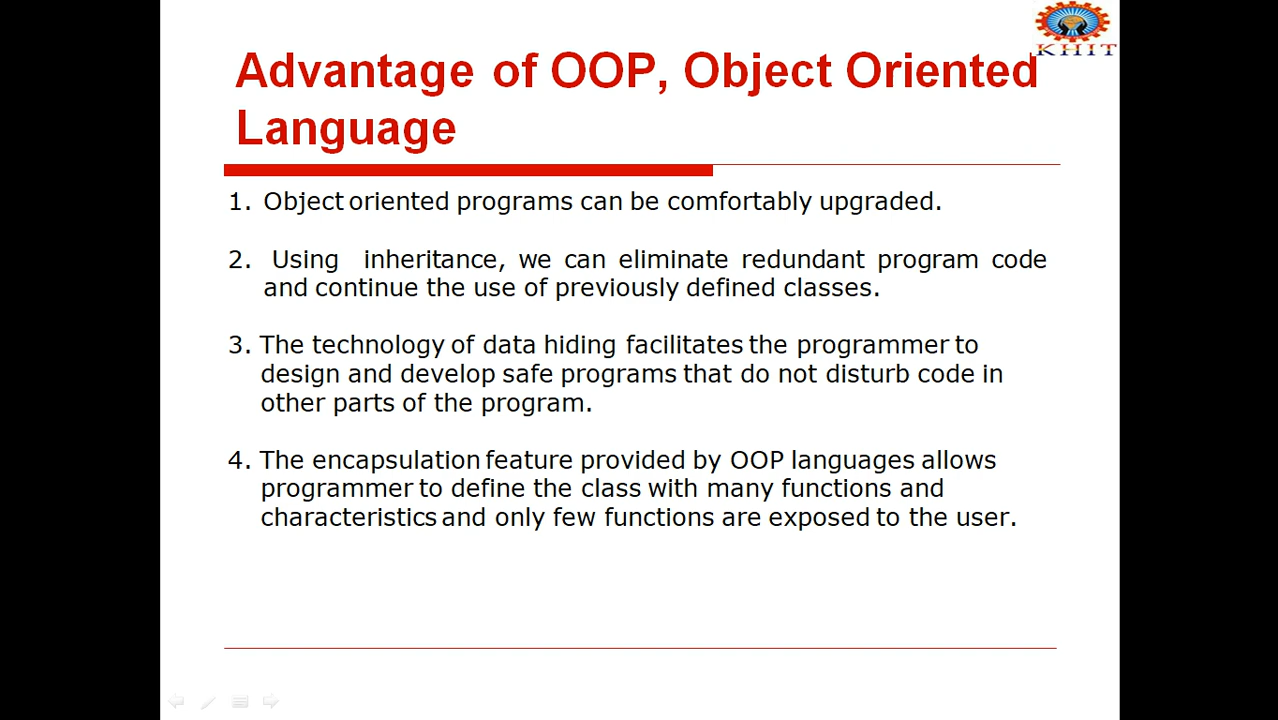 KHIT
Advantage of OOP, Object Oriented
Language
1. Object oriented programs can be comfortably upgraded.
2. Using inheritance, we can eliminate redundant program code
and continue the use of previously defined classes.
3. The technology of data hiding facilitates the programmer to
design and develop safe programs that do not disturb code in
other parts of the program.
4. The encapsulation feature provided by OOP languages allows
programmer to define the class with many functions and
characteristics and only few functions are exposed to the user.